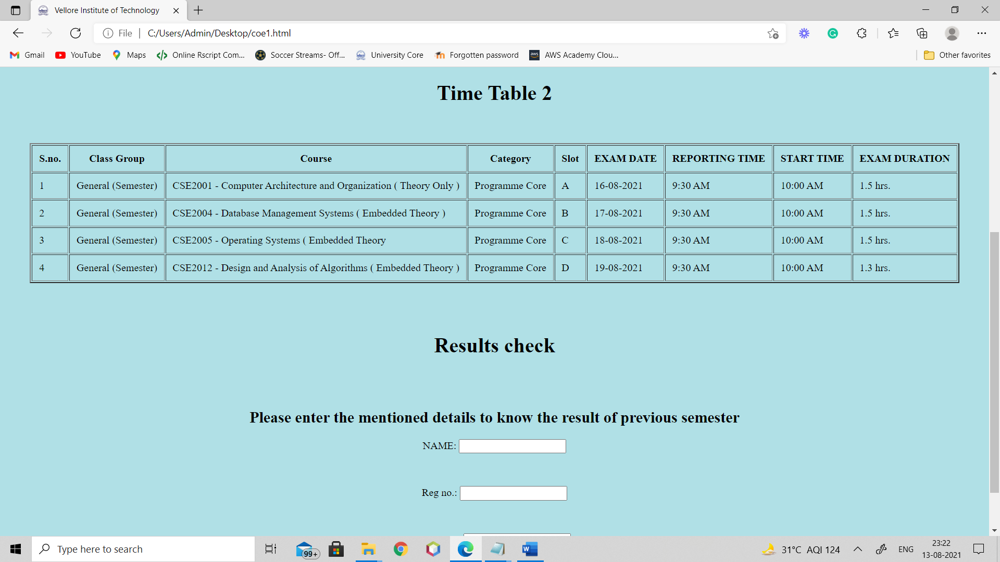 Vellore Institute of Technology
File
C:/Users/Admin/Desktop/coe1.html
Gmail YouTube Maps Online Rscript Com... Soccer Streams- Off... University Core Forgotten password AWS Academy Clou... Other favorites
Time Table 2
S.no. Class Group Course Category Slot EXAM DATE REPORTING TIME START TIME EXAM DURATION
1 General (Semester) CSE2001 - Computer Architecture and Organization ( Theory Only ) Programme Core A 16-08-2021 9:30 AM 10:00 AM 1.5 hrs.
2 General (Semester) CSE2004 - Database Management Systems ( Embedded Theory ) Programme Core B 17-08-2021 9:30 AM 10:00 AM 1.5 hrs.
3 General (Semester) CSE2005 - Operating Systems ( Embedded Theory Programme Core C 18-08-2021 9:30 AM 10:00 AM 1.5 hrs.
4 General (Semester) CSE2012 - Design and Analysis of Algorithms ( Embedded Theory ) Programme Core D 19-08-2021 9:30 AM 10:00 AM 1.3 hrs.
Results check
Please enter the mentioned details to know the result of previous semester
NAME:
Reg no.:
Type here to search
99+
31°C AQI 124
ENG
23:22
13-08-2021